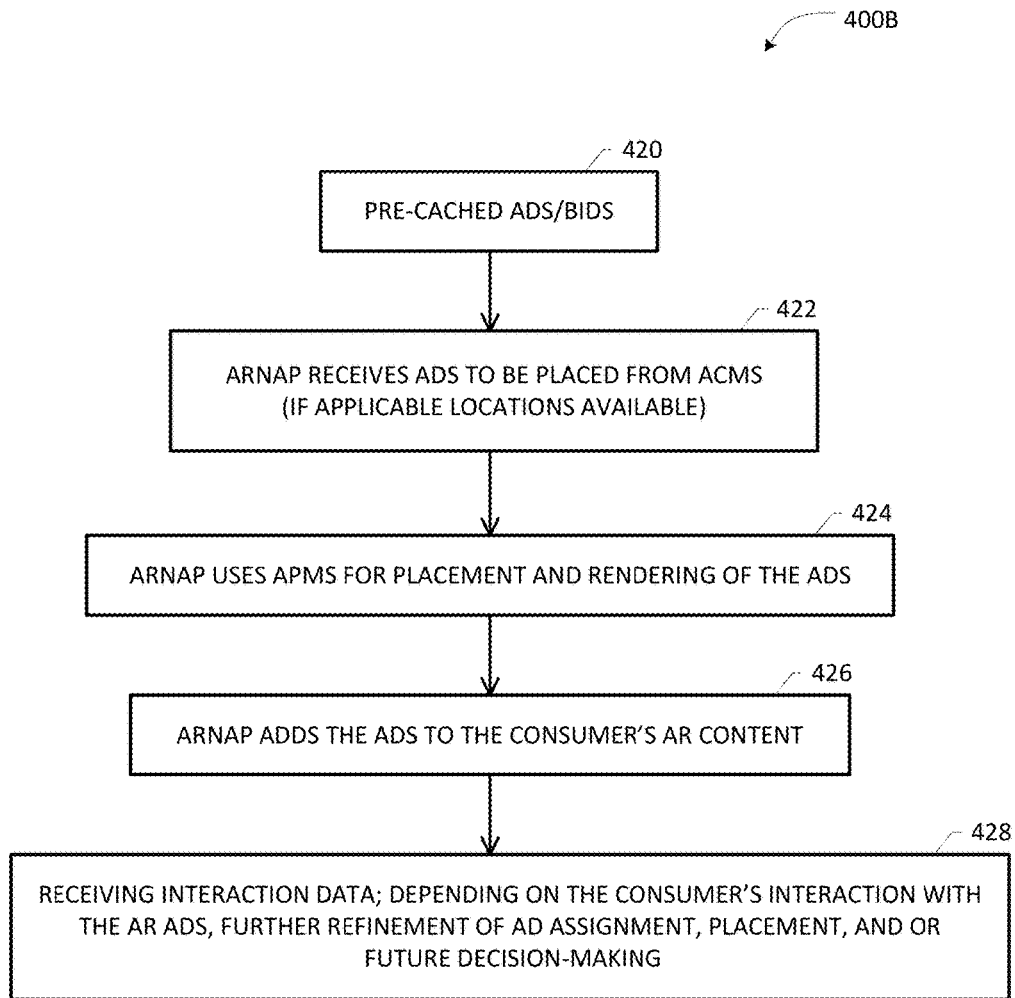 400B
420
PRE-CACHED ADS/BIDS
422
ARNAP RECEIVES ADS TO BE PLACED FROM ACMS
(IF APPLICABLE LOCATIONS AVAILABLE)
424
ARNAP USES APMS FOR PLACEMENT AND RENDERING OF THE ADS
426
ARNAP ADDS THE ADS TO THE CONSUMER'S AR CONTENT
428
RECEIVING INTERACTION DATA; DEPENDING ON THE CONSUMER'S INTERACTION WITH
THE AR ADS, FURTHER REFINEMENT OF AD ASSIGNMENT, PLACEMENT, AND OR
FUTURE DECISION-MAKING